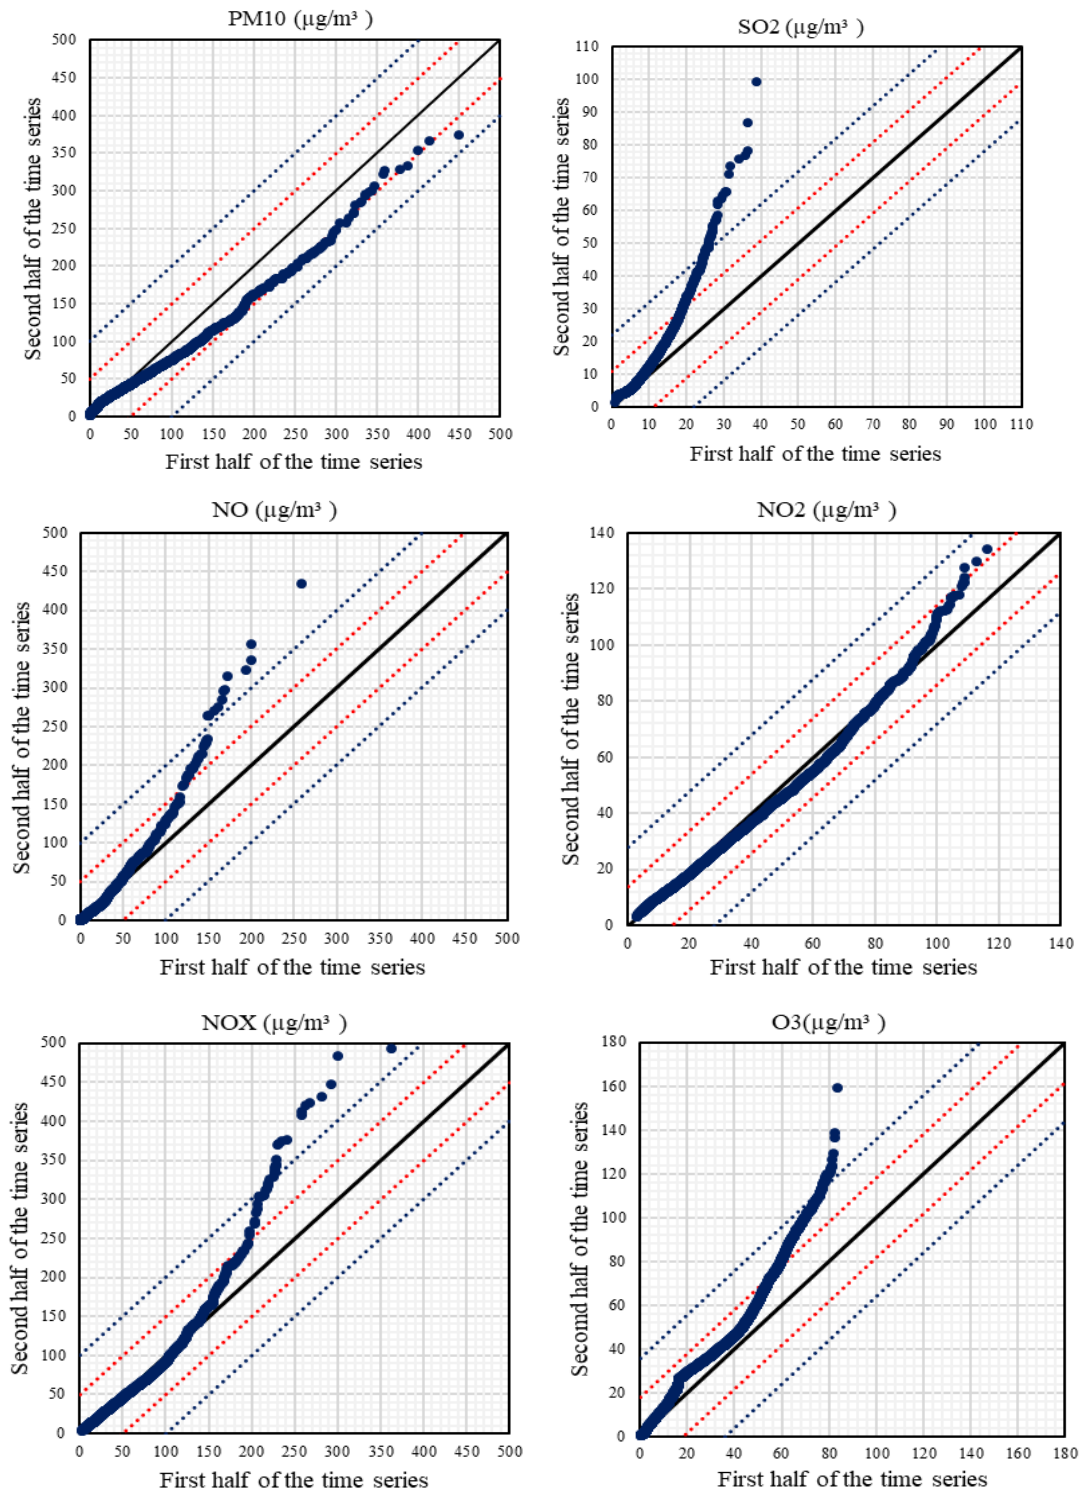 PM10 (µg/m³ )
Second half of the time series
500
450
400
350
300
250
200
150
100
50
0
0 50 100 150 200 250 300 350 400 450 500
First half of the time series
SO2 (µg/m³ )
Second half of the time series
110
100
90
80
70
60
50
40
30
20
10
0
0 10 20 30 40 50 60 70 80 90 100 110
First half of the time series
NO (µg/m³ )
Second half of the time series
500
450
400
350
300
250
200
150
100
50
0
0 50 100 150 200 250 300 350 400 450 500
First half of the time series
NO2 (µg/m³ )
Second half of the time series
140
120
100
80
60
40
20
0
0 20 40 60 80 100 120 140
First half of the time series
NOX (µg/m³ )
Second half of the time series
500
450
400
350
300
250
200
150
100
50
0
0 50 100 150 200 250 300 350 400 450 500
First half of the time series
O3(µg/m³ )
Second half of the time series
180
160
140
120
100
80
60
40
20
0
0 20 40 60 80 100 120 140 160 180
First half of the time series